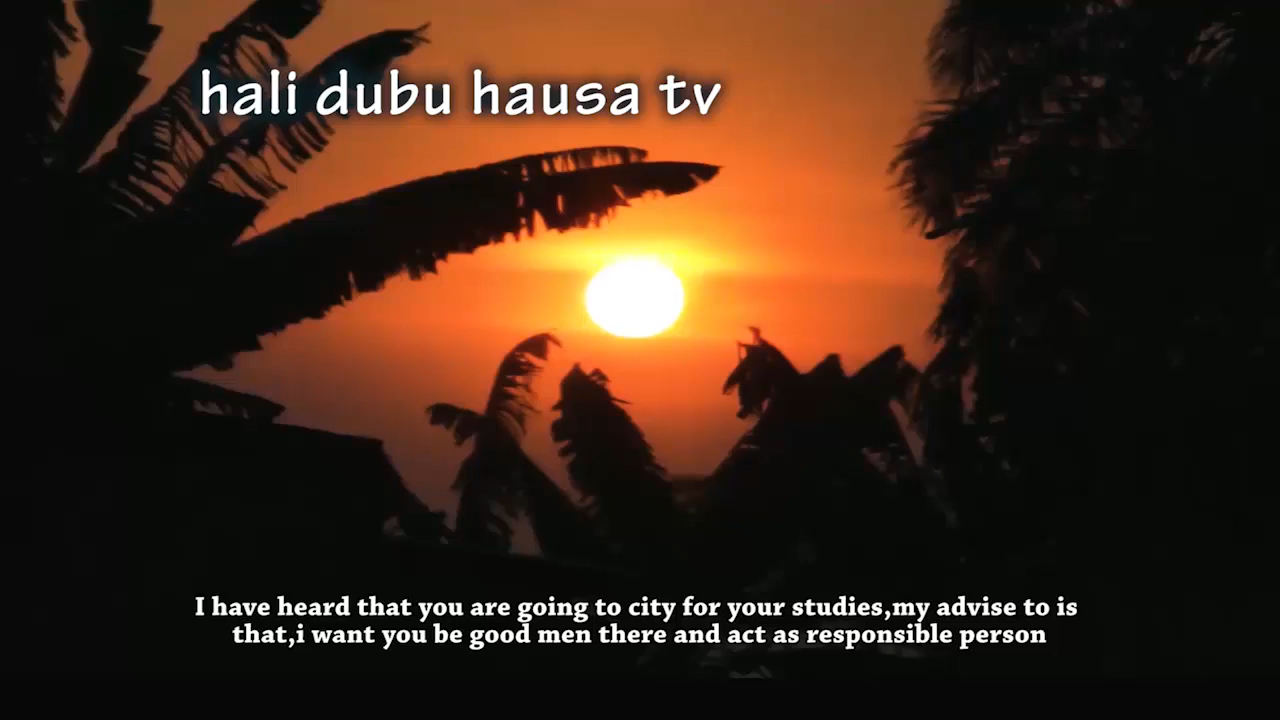 hali dubu hausa tv
I have heard that you are going to city for your studies,my advise to is
that,i want you be good men there and act as responsible person